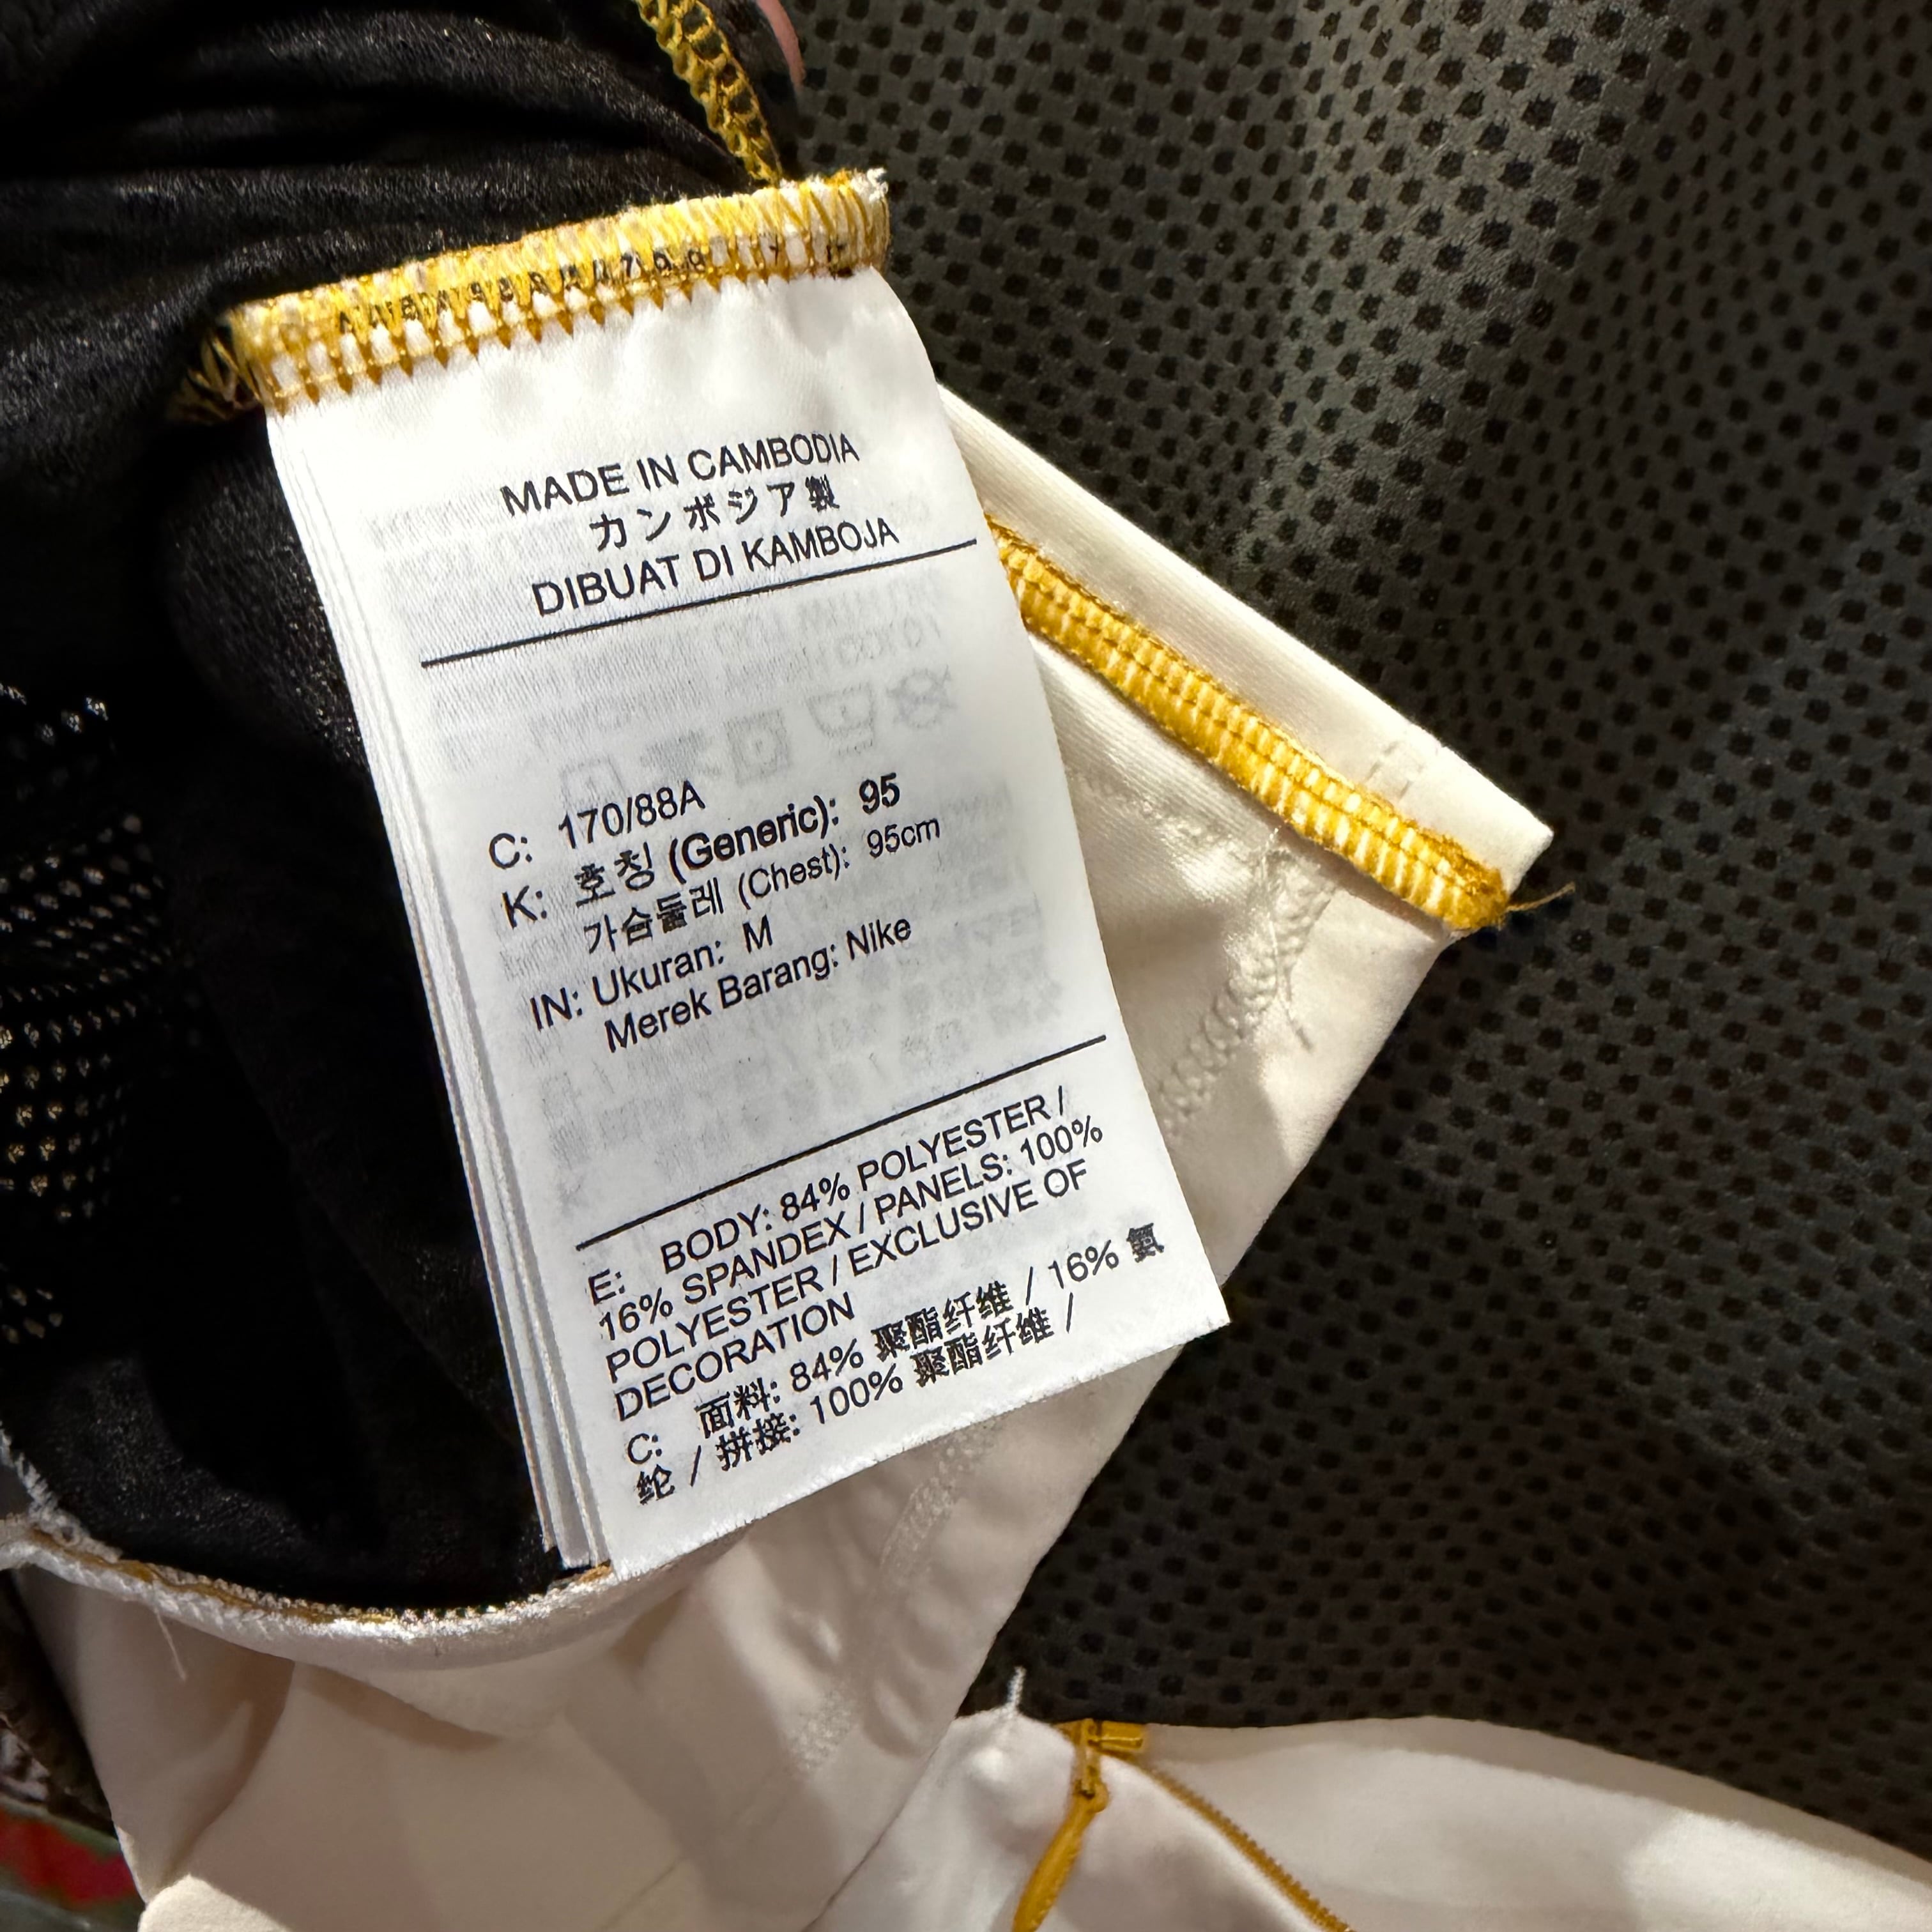 MADE IN CAMBODIA
カンボジア製
DIBUAT DI KAMBOJA
C: 170/88A
K: 호칭 (Generic): 95
가슴둘레 (Chest): 95cm
IN: Ukuran: M
Merek Barang: Nike
E: BODY: 84% POLYESTER /
16% SPANDEX / PANELS: 100%
POLYESTER / EXCLUSIVE OF
DECORATION
C: 面料: 84% 聚酯纤维 / 16% 氨
纶 / 拼接: 100% 聚酯纤维 /